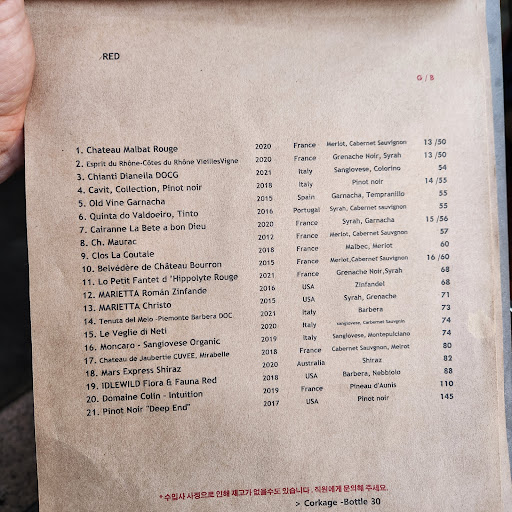 RED
G / B
1. Chateau Malbat Rouge 2020 France Merlot, Cabernet Sauvignon 13 /50
2. Esprit du Rhône-Côtes du Rhône VieillesVigne 2020 France Grenache Noir, Syrah 13 /50
3. Chianti Dianella DOCG 2021 Italy Sangiovese, Colorino 54
4. Cavit, Collection, Pinot noir 2018 Italy Pinot noir 14 /55
5. Old Vine Garnacha 2015 Spain Garnacha, Tempranillo 55
6. Quinta do Valdoeiro, Tinto 2016 Portugal Syrah, Cabernet sauvgnon 55
7. Cairanne La Bete a bon Dieu 2020 France Syrah, Garnacha 15 /56
8. Ch. Maurac 2012 France Merlot, Cabernet Sauvignon 57
9. Clos La Coutale 2018 France Malbec, Merlot 60
10. Belvédère de Château Bourron 2015 France Merlot,Cabernet Sauvagnon 16 /60
11. Lo Petit Fantet d 'Hippolyte Rouge 2021 France Grenache Noir,Syrah 68
12. MARIETTA Román Zinfande 2016 USA Zinfandel 68
13. MARIETTA Christo 2015 USA Syrah, Grenache 71
14. Tenuta del Meio -Piemonte Barbera DOC 2021 Italy Barbera 73
15. Le Veglie di Neti 2020 Italy Sangiovese, Carbernet Sauvignoin 74
16. Moncaro - Sangiovese Organic 2019 Italy Sangiovese, Montepulciano 74
17. Chateau de Jaubertie CUVEE, Mirabelle 2018 France Cabernet Sauvignon, Merlot 80
18. Mars Express Shiraz 2020 Australia Shiraz 82
19. IDLEWILD Flora & Fauna Red 2018 USA Barbera, Nebbiolo 88
20. Domaine Colin - Intuition 2019 France Pineau d'Aunis 110
21. Pinot Noir "Deep End" 2017 USA Pinot noir 145
* 수입사 사정으로 인해 재고가 없을수도 있습니다. 직원에게 문의해 주세요.
> Corkage -Bottle 30